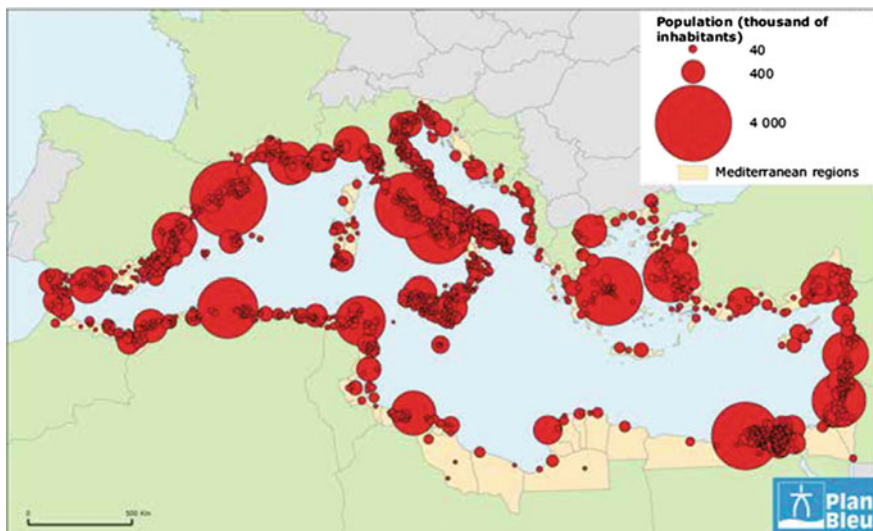 Population (thousand of
inhabitants)
40
400
4 000
Mediterranean regions
0
500 Km
Plan
Bleu